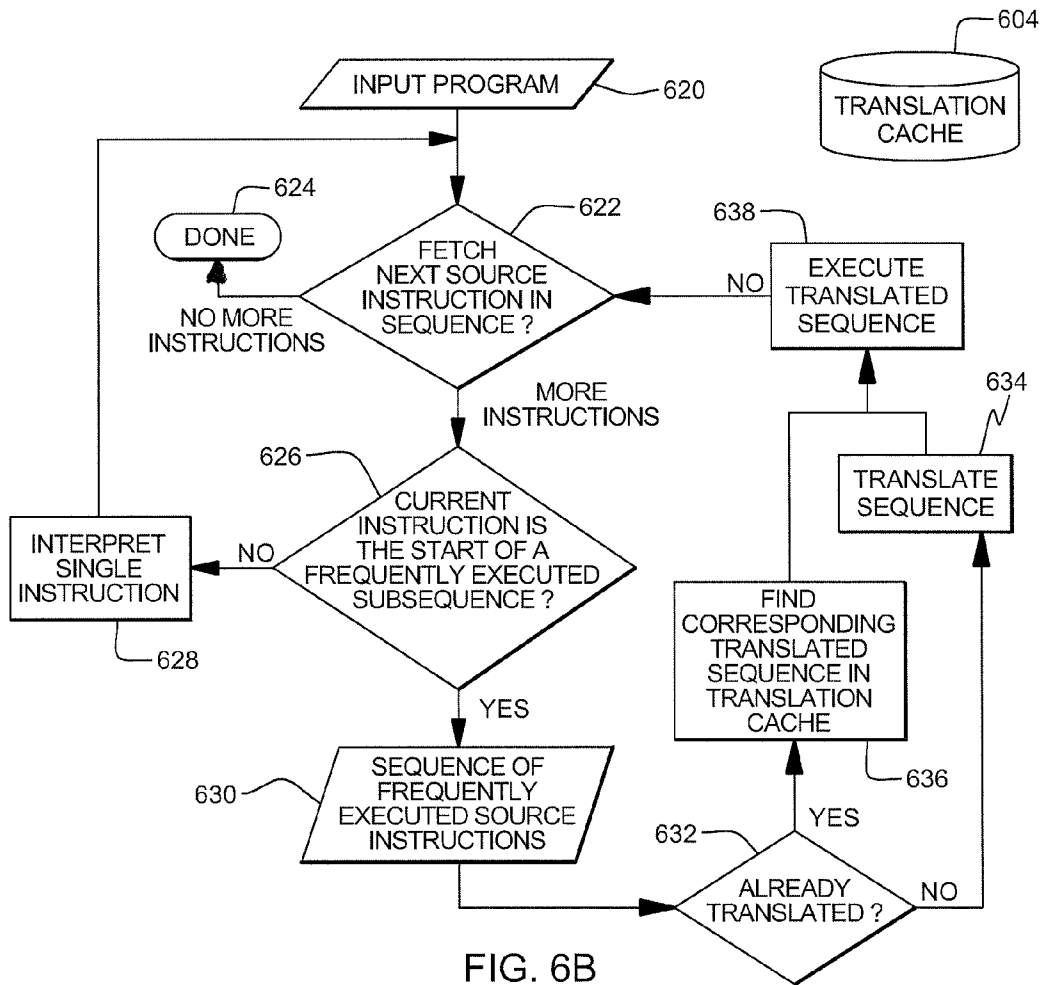 INPUT PROGRAM
620
604
TRANSLATION
CACHE
624
DONE
622
FETCH
NEXT SOURCE
INSTRUCTION IN
SEQUENCE ?
NO MORE
INSTRUCTIONS
638
NO
EXECUTE
TRANSLATED
SEQUENCE
MORE
INSTRUCTIONS
634
TRANSLATE
SEQUENCE
626
CURRENT
INSTRUCTION IS
THE START OF A
FREQUENTLY EXECUTED
SUBSEQUENCE ?
NO
INTERPRET
SINGLE
INSTRUCTION
628
FIND
CORRESPONDING
TRANSLATED
SEQUENCE IN
TRANSLATION
CACHE
636
YES
630
SEQUENCE OF
FREQUENTLY
EXECUTED SOURCE
INSTRUCTIONS
632
YES
ALREADY
TRANSLATED ?
NO
FIG. 6B